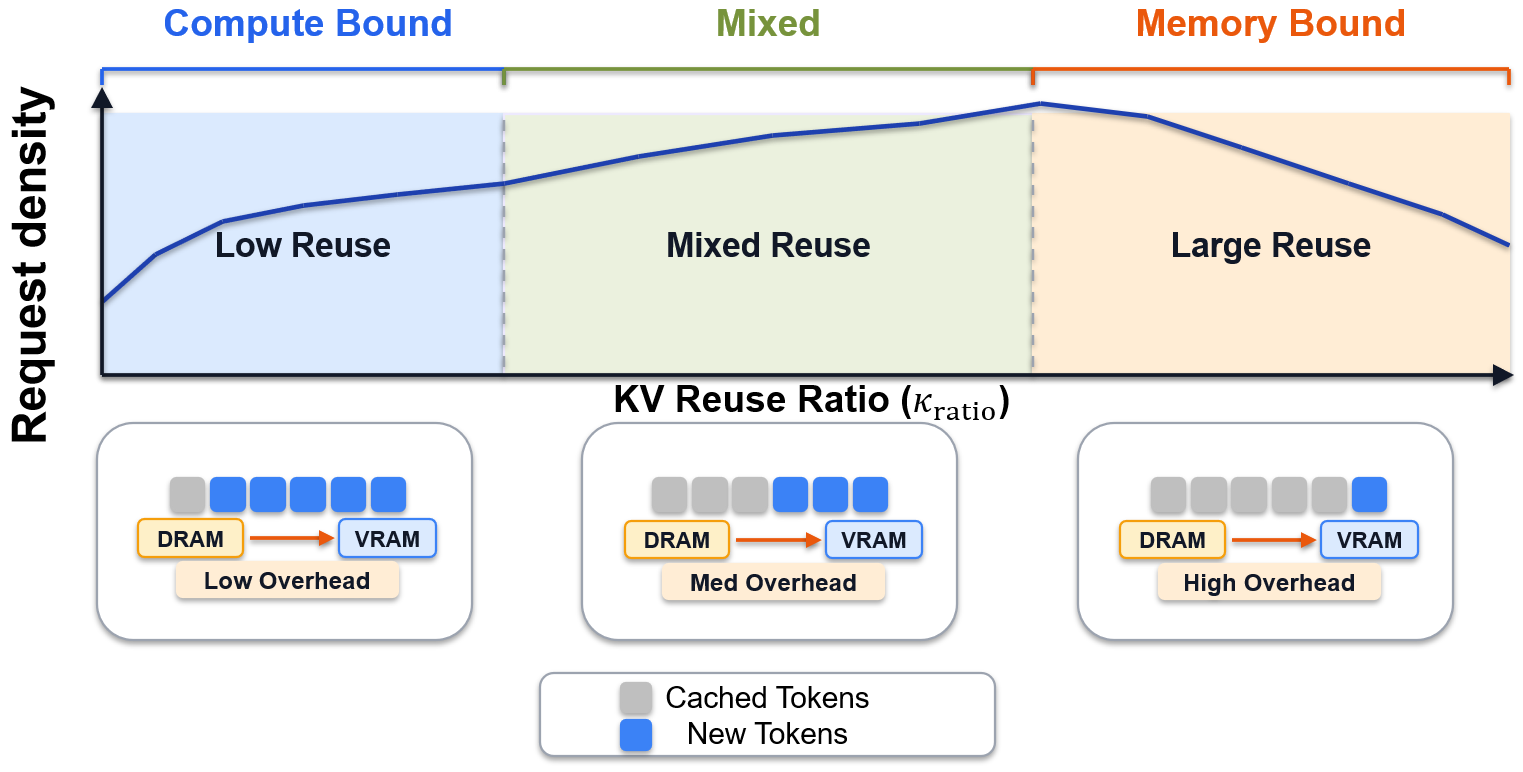 Compute Bound
Mixed
Memory Bound
Request density
Low Reuse
Mixed Reuse
Large Reuse
KV Reuse Ratio (κratio)
DRAM
VRAM
Low Overhead
DRAM
VRAM
Med Overhead
DRAM
VRAM
High Overhead
Cached Tokens
New Tokens